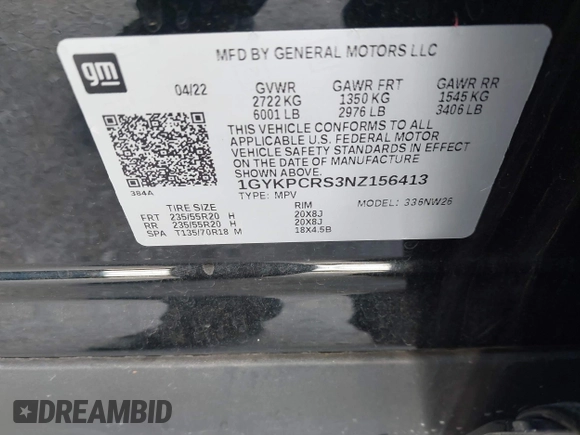 gm
MFD BY GENERAL MOTORS LLC
04/22 GVWR GAWR FRT GAWR RR
2722 KG 1350 KG 1545 KG
6001 LB 2976 LB 3406 LB
THIS VEHICLE CONFORMS TO ALL
APPLICABLE U.S. FEDERAL MOTOR
VEHICLE SAFETY STANDARDS IN EFFECT
ON THE DATE OF MANUFACTURE
SHOWN ABOVE.
384A
1GYKPCRS3NZ156413
TYPE: MPV MODEL: 336NW26
TIRE SIZE RIM
FRT 235/55R20 H 20X8J
RR 235/55R20 H 20X8J
SPA T135/70R18 M 18X4.5B
DREAMBID